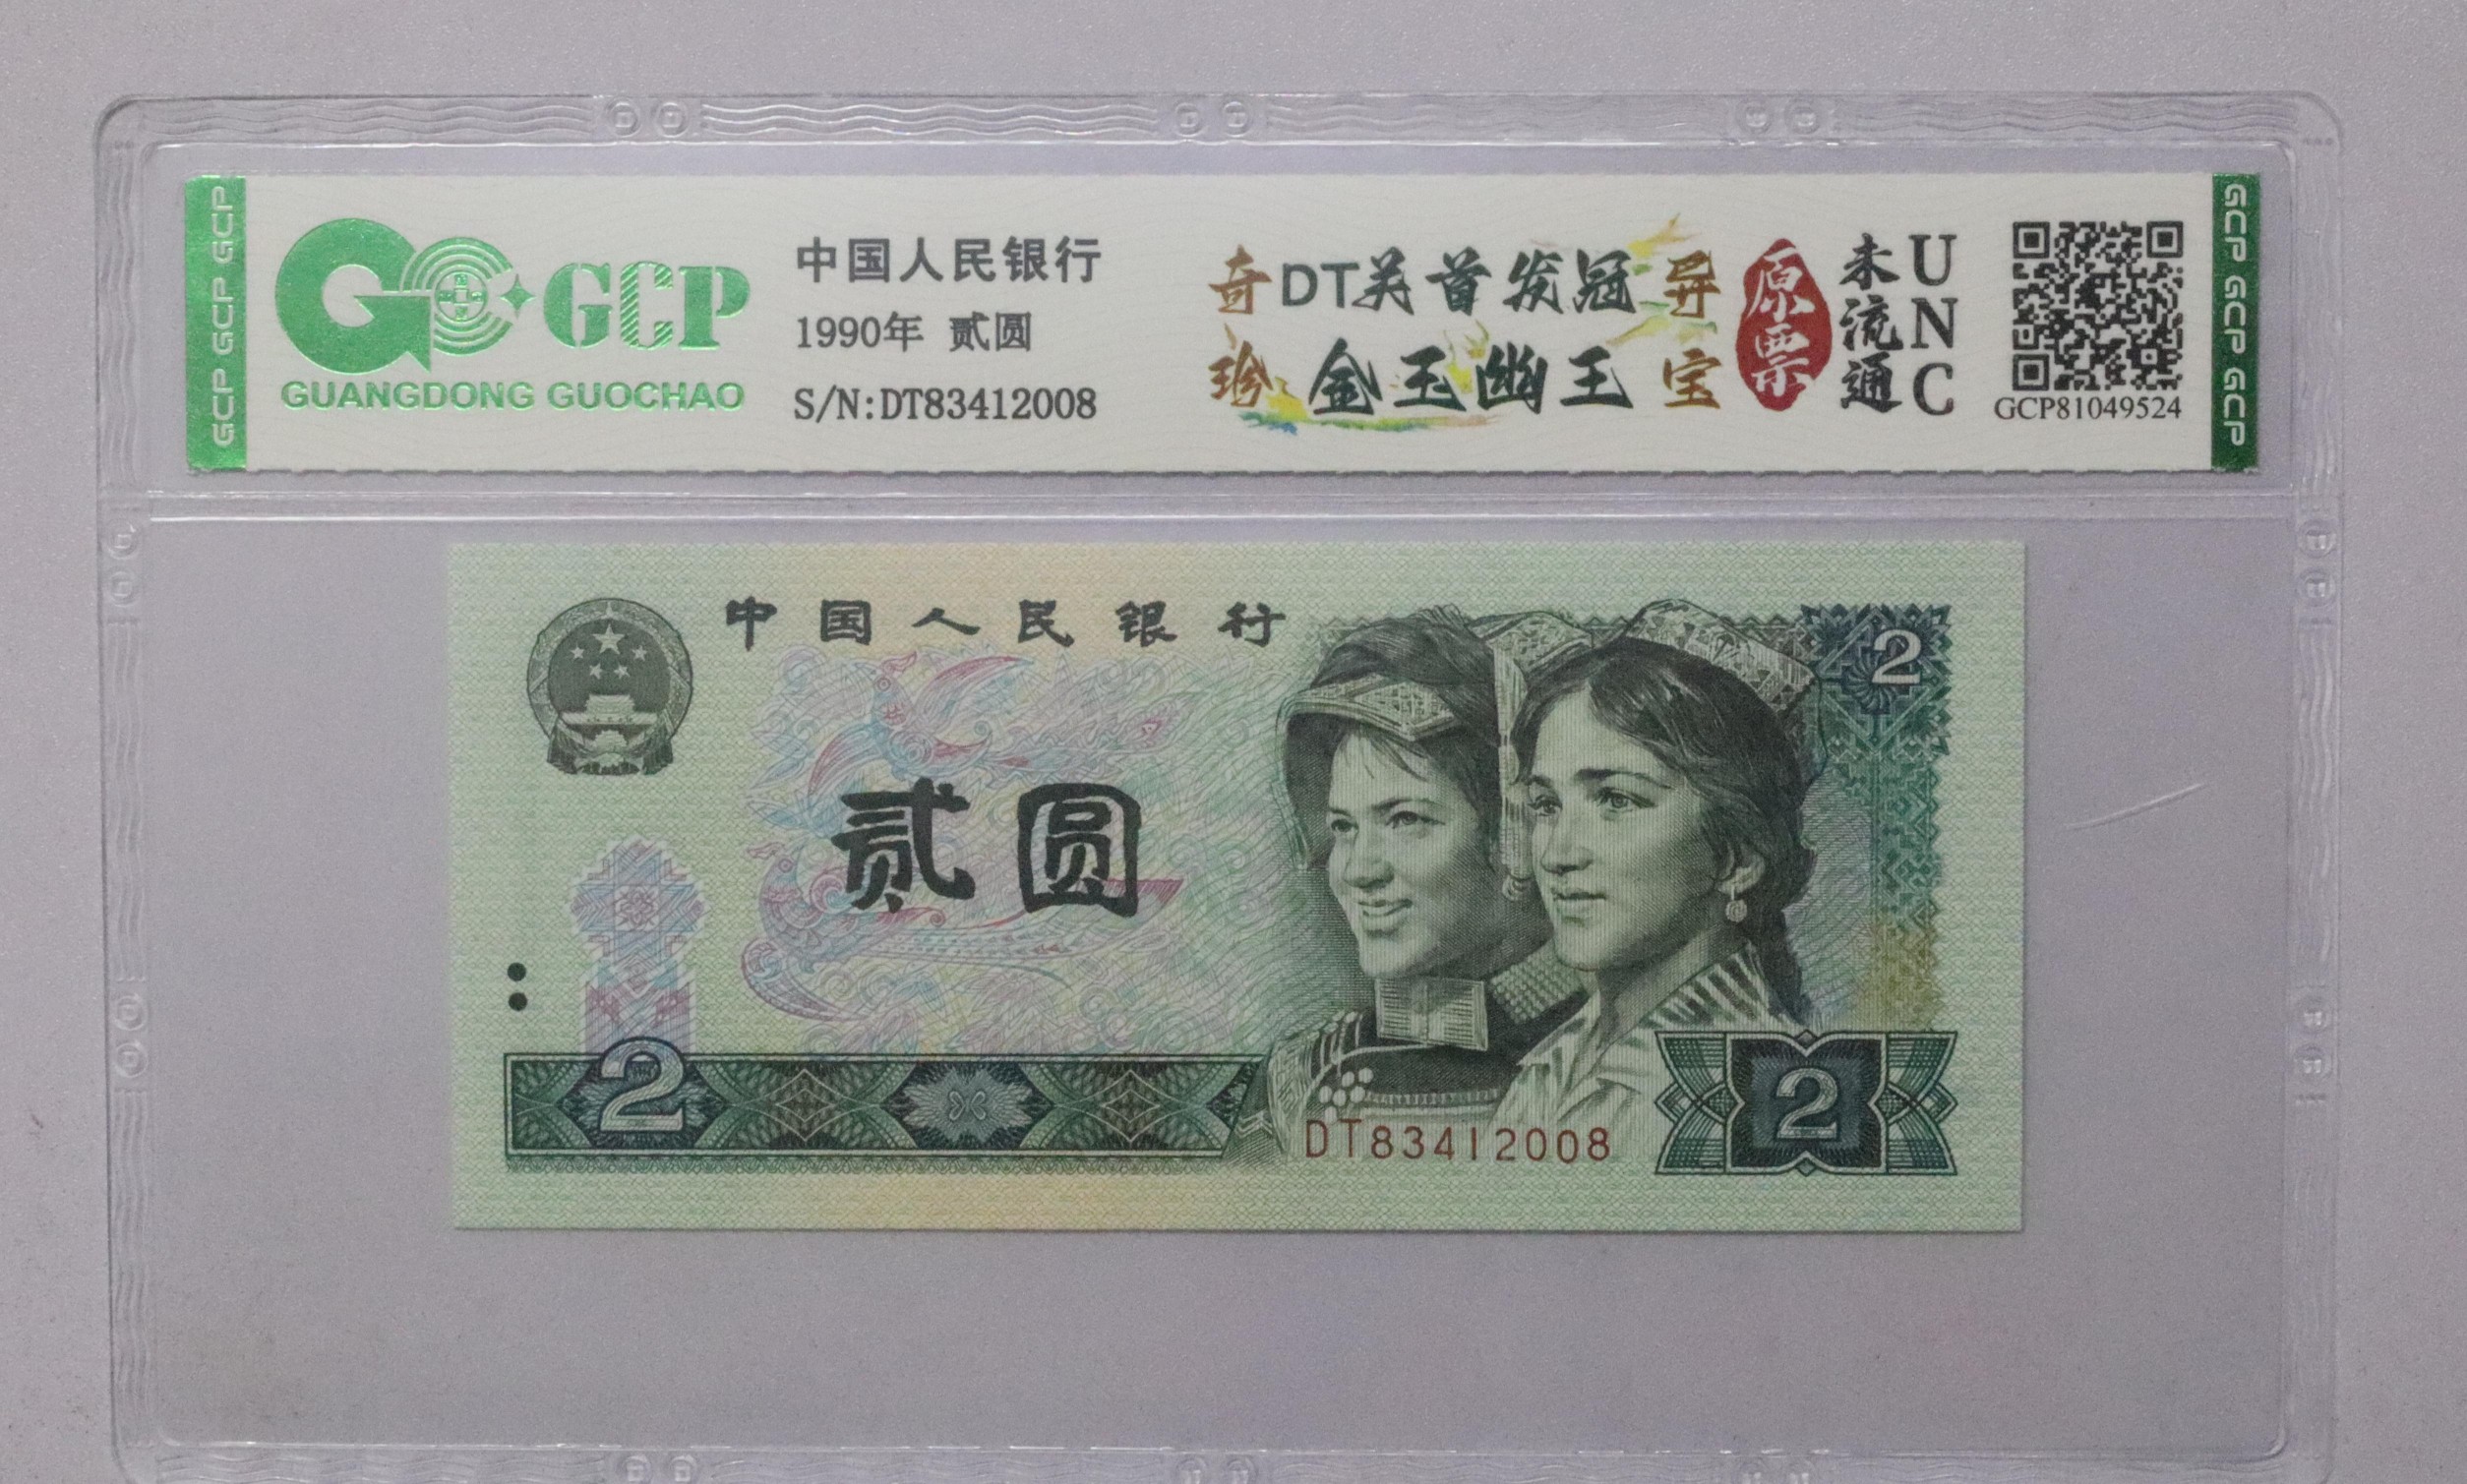 GCP GCP GCP
GCP
GUANGDONG GUOCHAO
中国人民银行
1990年 贰圆
S/N:DT83412008
奇DT英首发冠异
珍金玉幽王宝
原票
未流通
UNC
GCP81049524
GCP GCP GCP
中国人民银行
2
贰圆
2
DT83412008
2